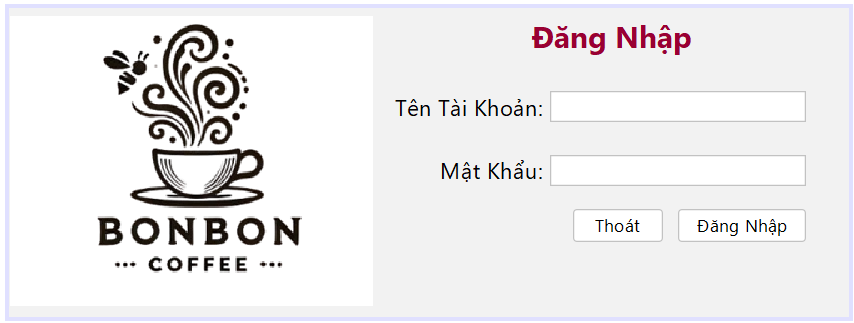 BONBON
COFFEE
Đăng Nhập
Tên Tài Khoản:
Mật Khẩu:
Thoát
Đăng Nhập